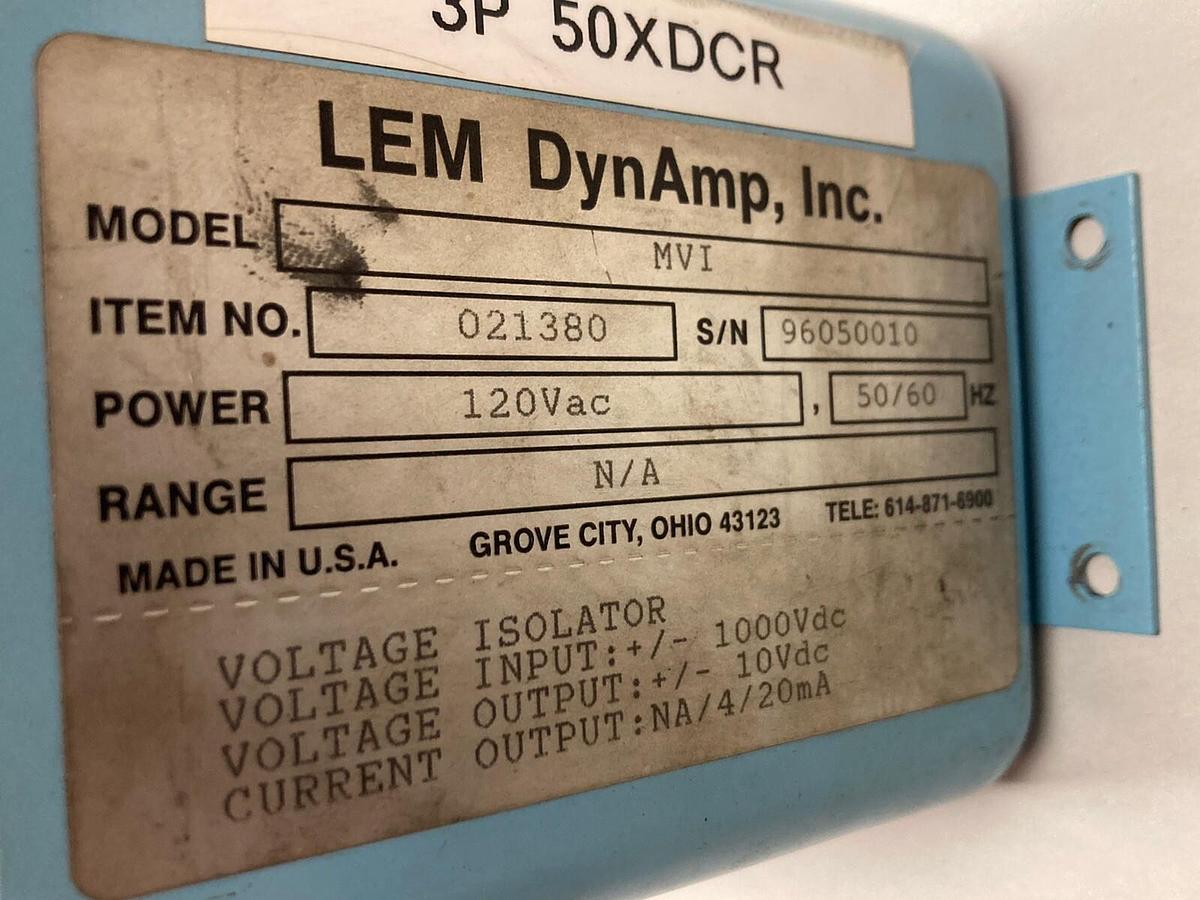 3P 50XDCR
LEM DynAmp, Inc.
MODEL MVI
ITEM NO. 021380 S/N 96050010
POWER 120Vac , 50/60 HZ
RANGE N/A
MADE IN U.S.A. GROVE CITY, OHIO 43123 TELE: 614-871-6900
VOLTAGE ISOLATOR
VOLTAGE INPUT:+/- 1000Vdc
VOLTAGE OUTPUT:+/- 10Vdc
CURRENT OUTPUT:NA/4/20mA